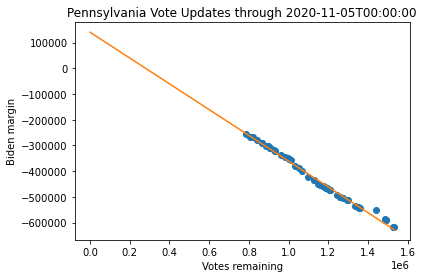 Pennsylvania Vote Updates through 2020-11-05T00:00:00
100000
0
−100000
−200000
−300000
−400000
−500000
−600000
Biden margin
0.0 0.2 0.4 0.6 0.8 1.0 1.2 1.4 1.6
1e6
Votes remaining